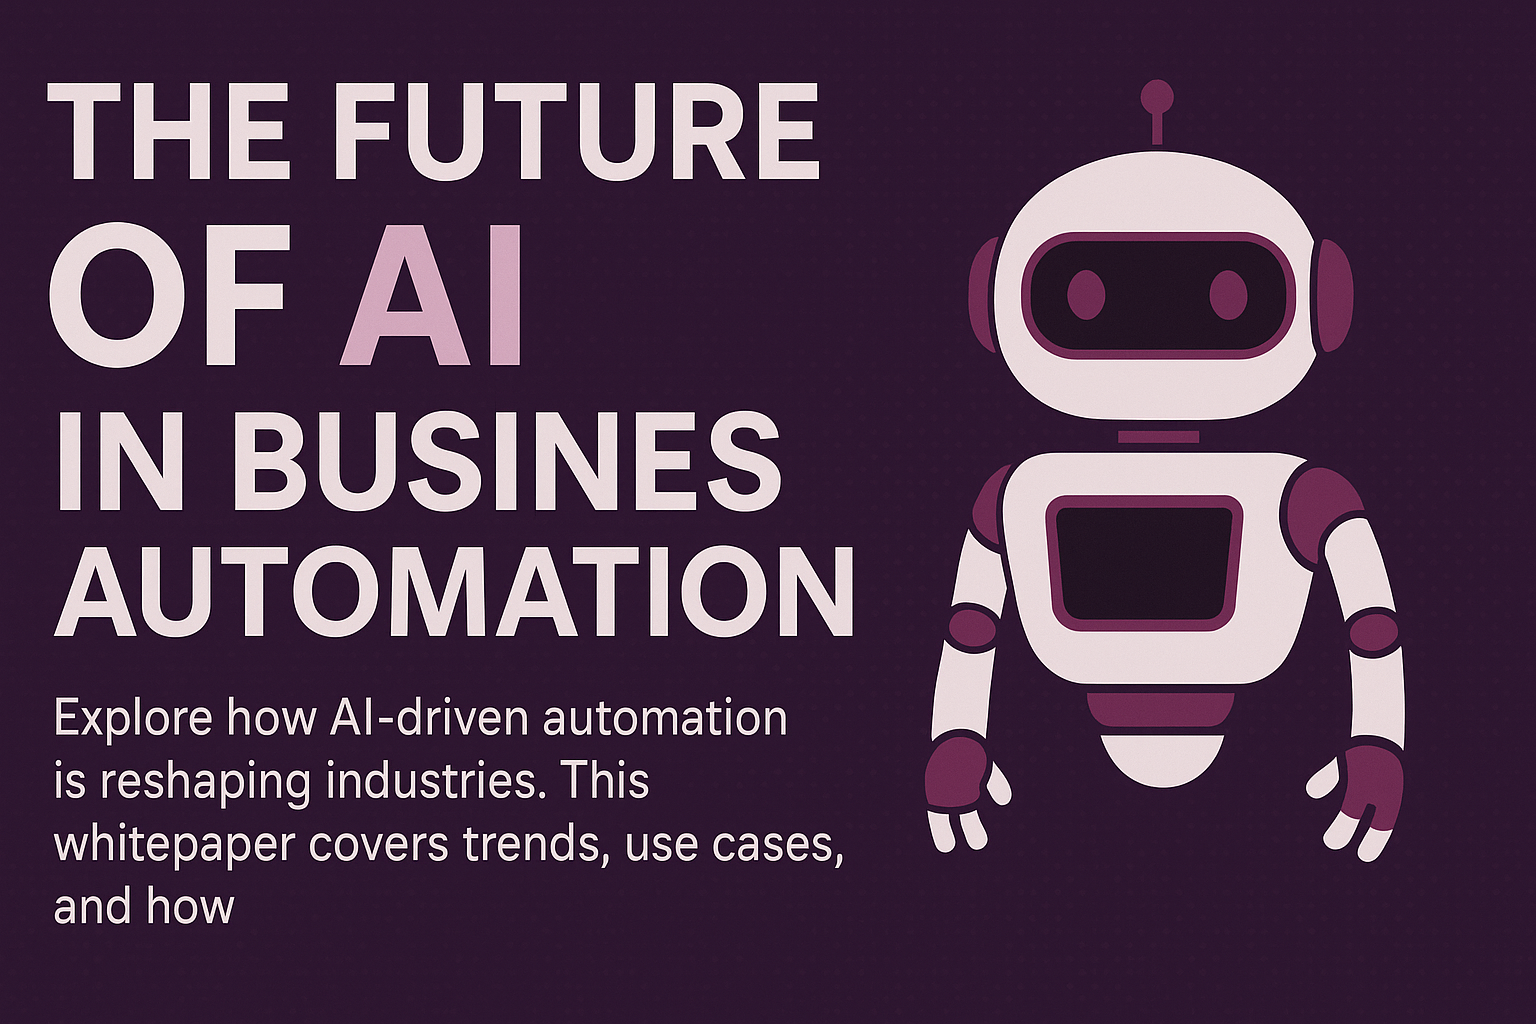 THE FUTURE
OF AI
IN BUSINES
AUTOMATION
Explore how AI-driven automation
is reshaping industries. This
whitepaper covers trends, use cases,
and how